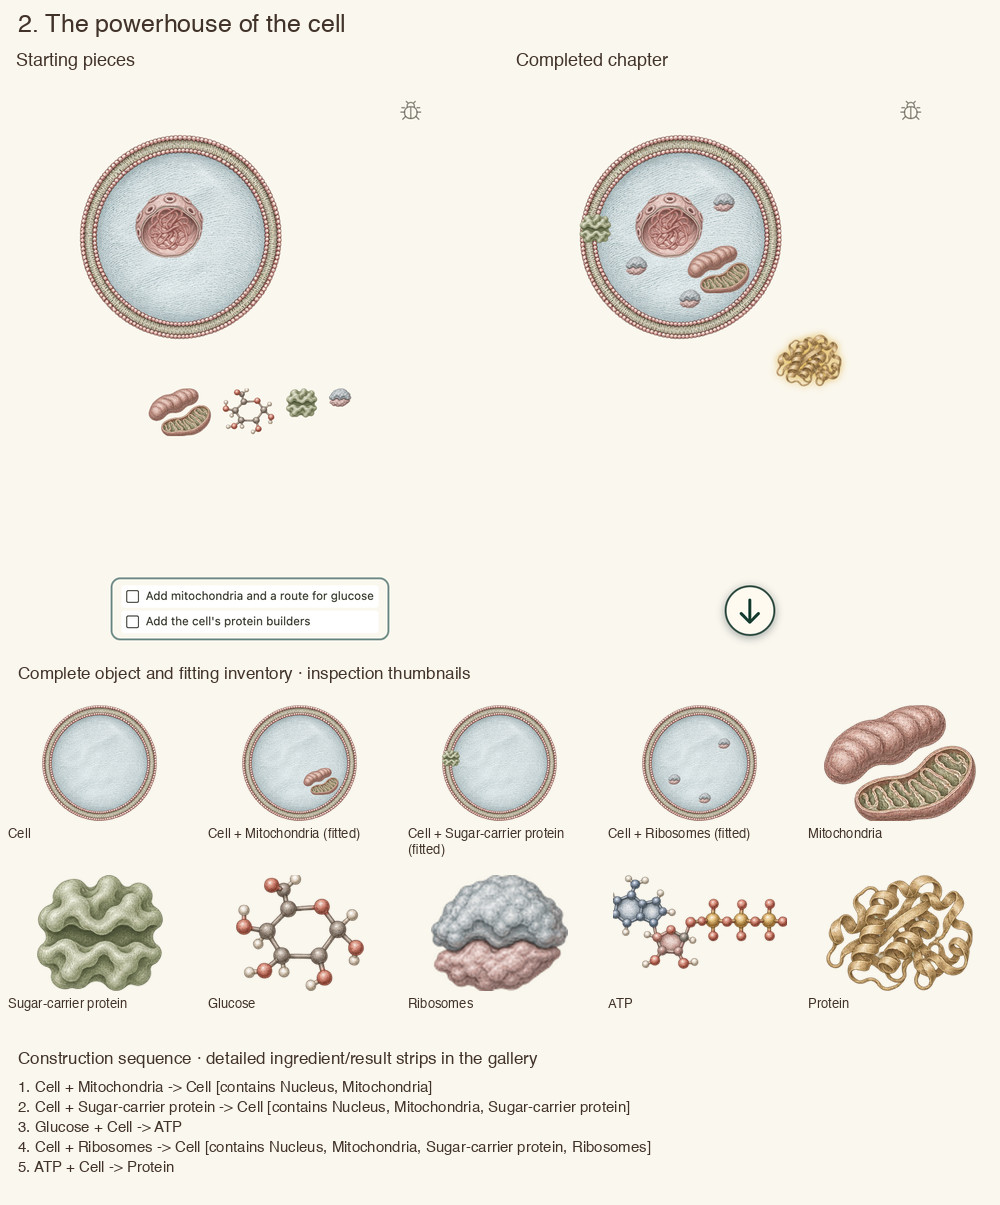 2. The powerhouse of the cell
Starting pieces
Completed chapter
Add mitochondria and a route for glucose
Add the cell's protein builders
Complete object and fitting inventory · inspection thumbnails
Cell
Cell + Mitochondria (fitted)
Cell + Sugar-carrier protein
(fitted)
Cell + Ribosomes (fitted)
Mitochondria
Sugar-carrier protein
Glucose
Ribosomes
ATP
Protein
Construction sequence · detailed ingredient/result strips in the gallery
1. Cell + Mitochondria -> Cell [contains Nucleus, Mitochondria]
2. Cell + Sugar-carrier protein -> Cell [contains Nucleus, Mitochondria, Sugar-carrier protein]
3. Glucose + Cell -> ATP
4. Cell + Ribosomes -> Cell [contains Nucleus, Mitochondria, Sugar-carrier protein, Ribosomes]
5. ATP + Cell -> Protein